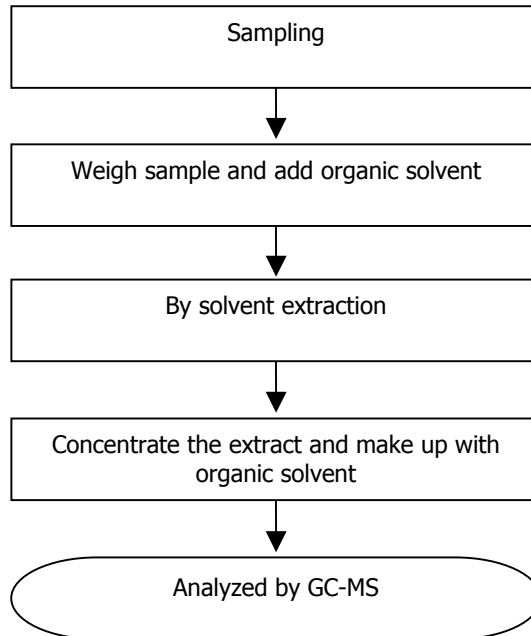 Sampling
Weigh sample and add organic solvent
By solvent extraction
Concentrate the extract and make up with
organic solvent
Analyzed by GC-MS